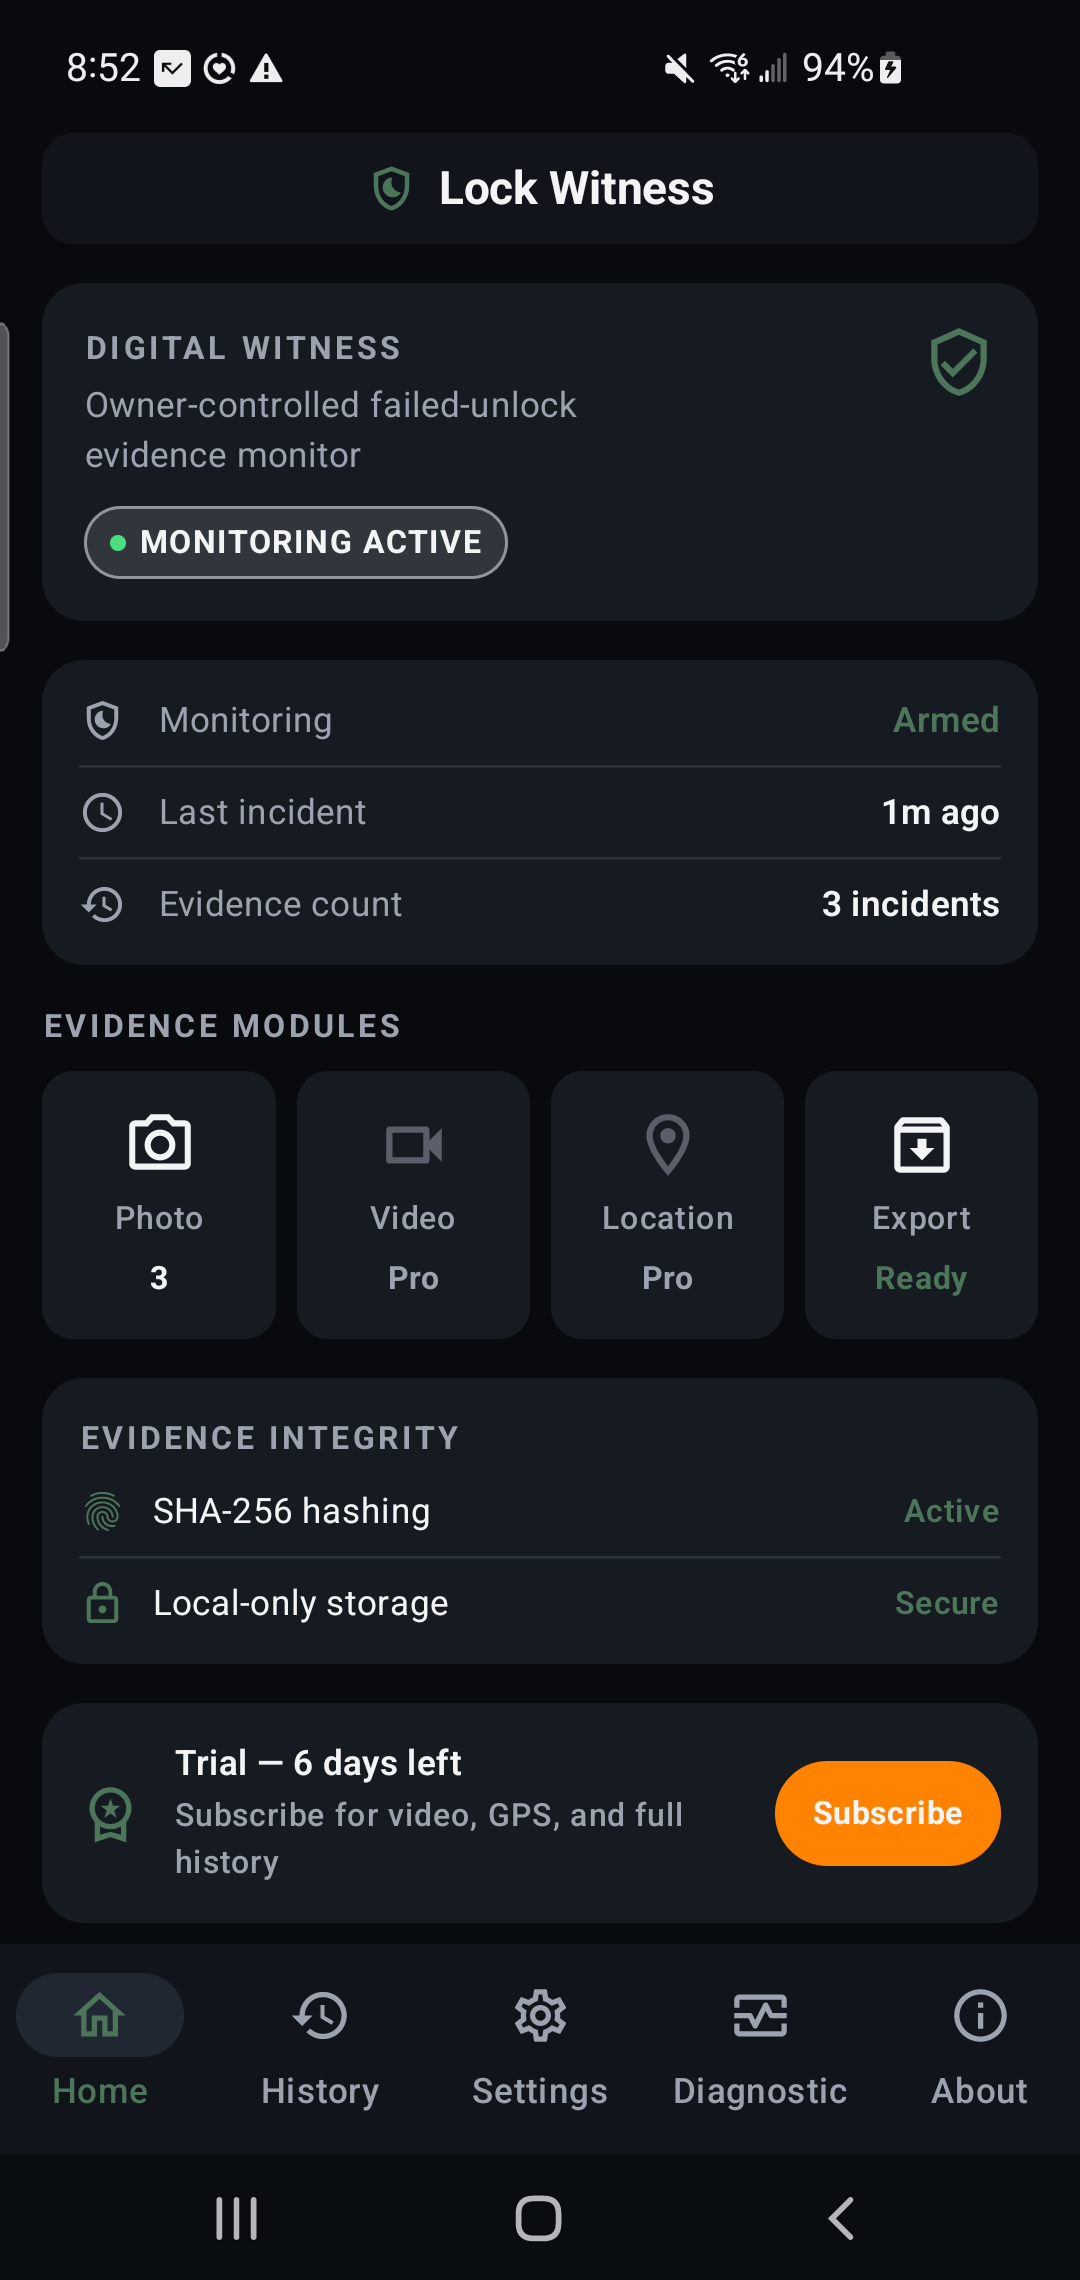 8:52
6
94%
Lock Witness
DIGITAL WITNESS
Owner-controlled failed-unlock
evidence monitor
MONITORING ACTIVE
Monitoring Armed
Last incident 1m ago
Evidence count 3 incidents
EVIDENCE MODULES
Photo Video Location Export
3 Pro Pro Ready
EVIDENCE INTEGRITY
SHA-256 hashing Active
Local-only storage Secure
Trial — 6 days left
Subscribe for video, GPS, and full
history
Subscribe
Home History Settings Diagnostic About